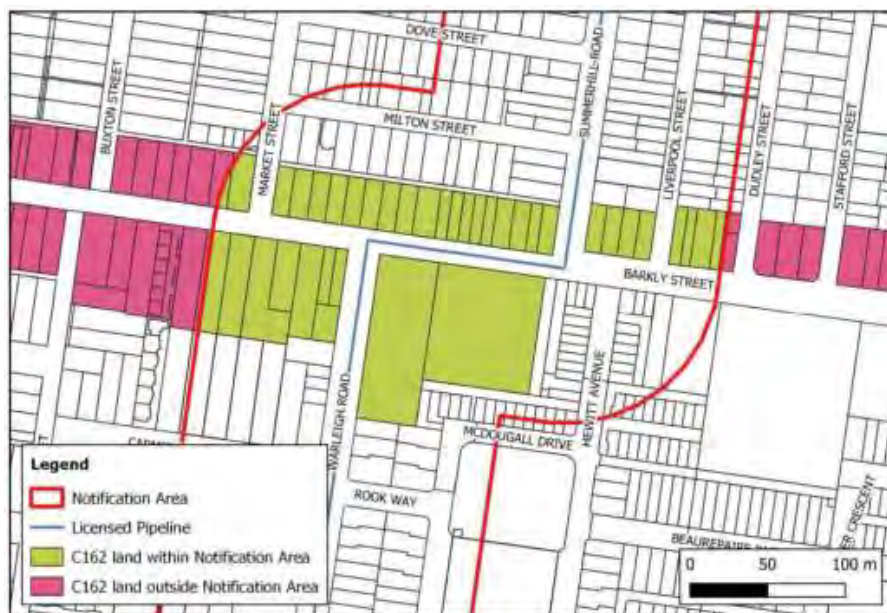 DOVE STREET
SUMMERHILL-ROAD
BUXTON STREET
MARKET STREET
MILTON STREET
LIVERPOOL STREET
DUDLEY STREET
STAFFORD STREET
BARKLY STREET
WARLEIGH ROAD
HEWITT AVENUE
MCDOUGALL DRIVE
ROOK WAY
CRESCENT
Legend
Notification Area
Licensed Pipeline
C162 land within Notification Area
C162 land outside Notification Area
0 50 100 m